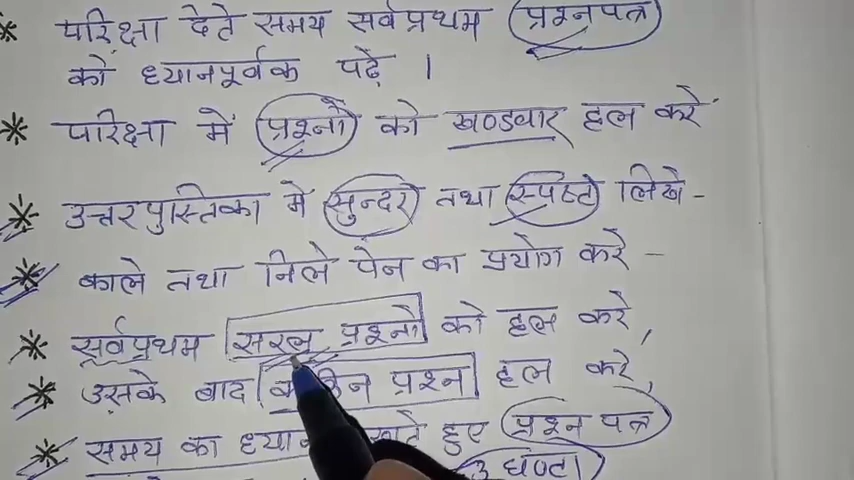 * परिक्षा देते समय सर्वप्रथम प्रश्नपत्र
को ध्यानपूर्वक पढ़ें ।
* परिक्षा में प्रश्नों को खण्डवार हल करें
* उत्तरपुस्तिका मे सुन्दर तथा स्पष्ट लिखे -
* काले तथा निले पेन का प्रयोग करे -
* सर्वप्रथम सरल प्रश्नों को हल करे,
* उसके बाद कठिन प्रश्न हल करे,
* समय का ध्यान रखते हुए प्रश्न पत्र
3 घण्टा